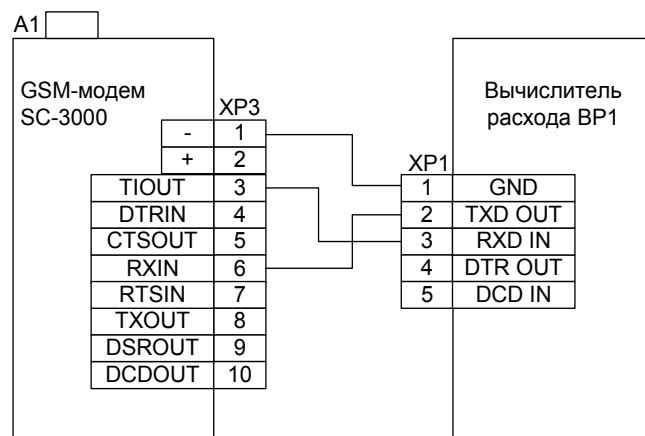 A1
GSM-модем
SC-3000
XP3
- 1
+ 2
TIOUT 3
DTRIN 4
CTSOUT 5
RXIN 6
RTSIN 7
TXOUT 8
DSROUT 9
DCDOUT 10
Вычислитель
расхода ВР1
XP1
1 GND
2 TXD OUT
3 RXD IN
4 DTR OUT
5 DCD IN